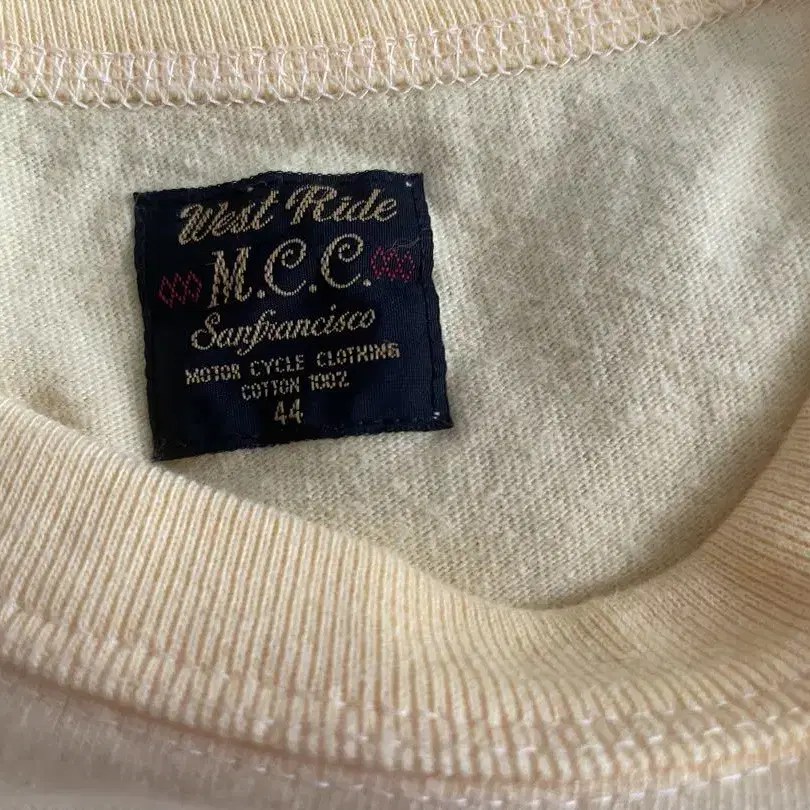 West Ride
M.C.C.
Sanfrancisco
MOTOR CYCLE CLOTHING
COTTON 100%
44